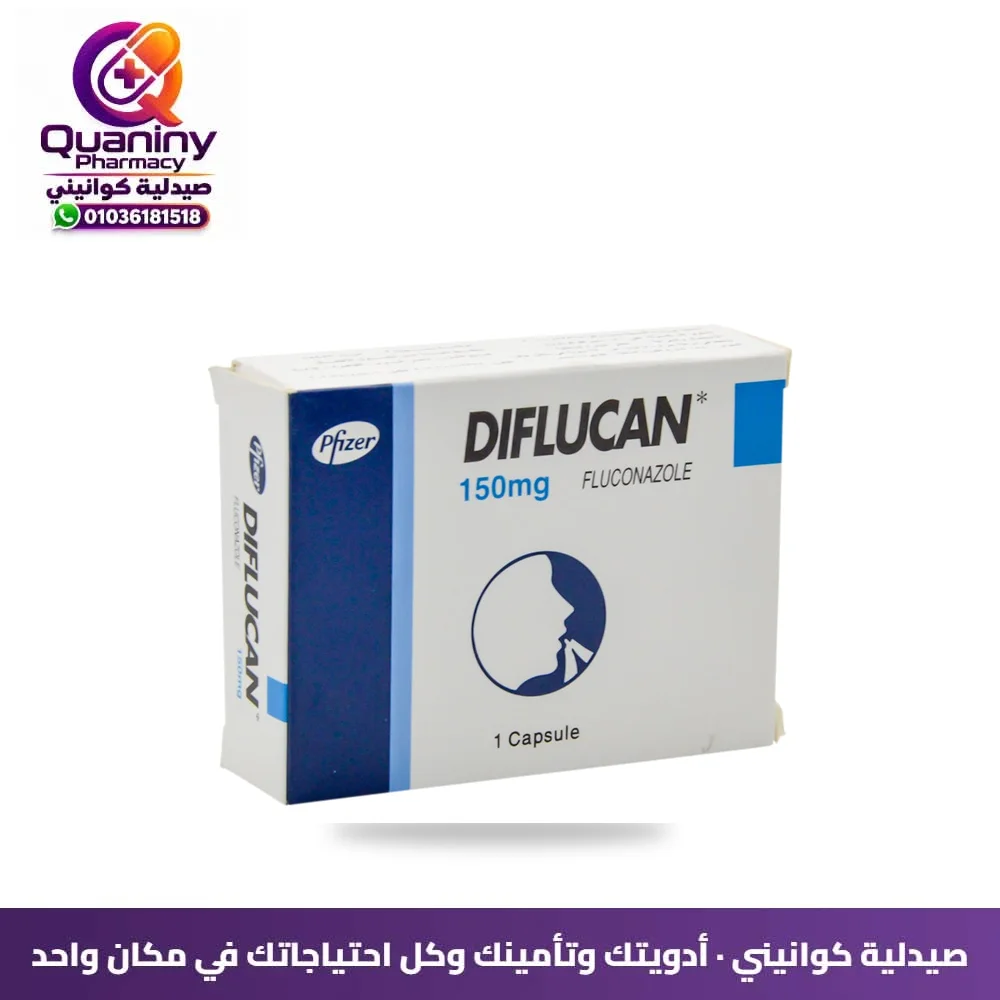 Quaniny
Pharmacy
صيدلية كوانيني
01036181518
Pfizer
DIFLUCAN*
150mg FLUCONAZOLE
1 Capsule
Pfizer
DIFLUCAN*
FLUCONAZOLE
150mg
صيدلية كوانيني · أدويتك وتأمينك وكل احتياجاتك في مكان واحد